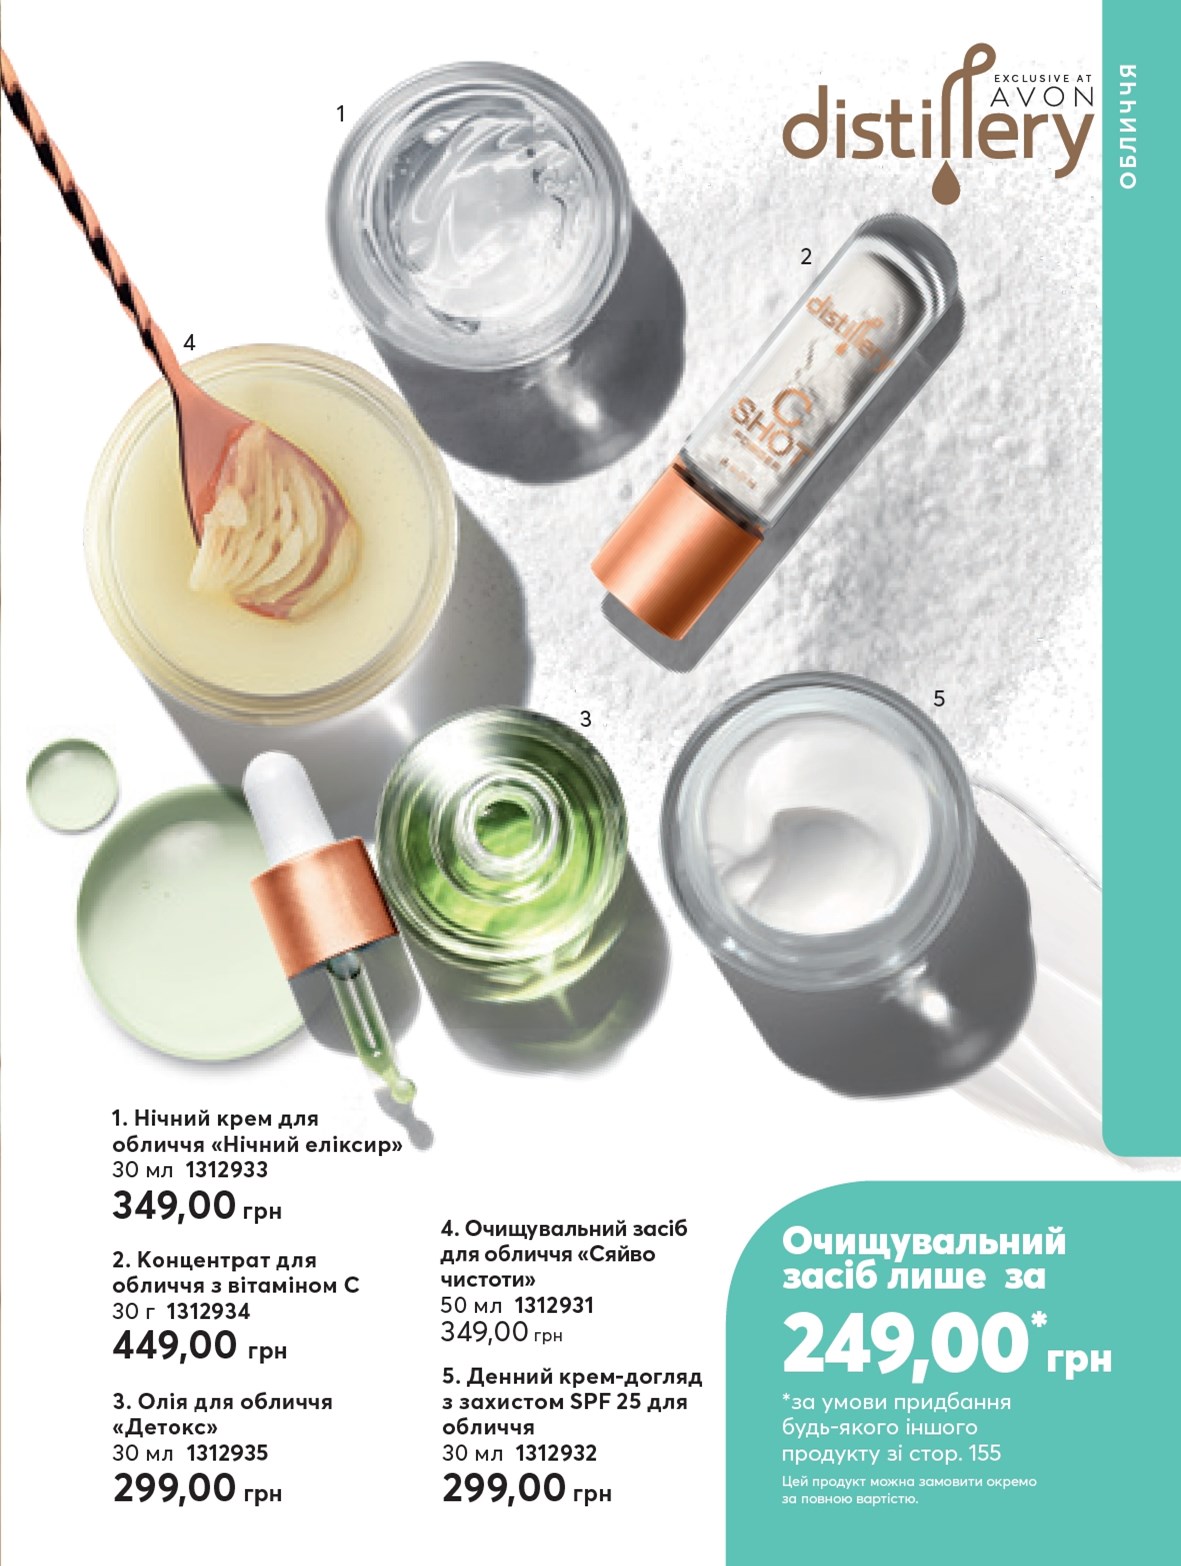 EXCLUSIVE AT
AVON
distillery
ОБЛИЧЧЯ
1
2
distillery
C
SHOT
POWDER
AVON
4
3
5
1. Нічний крем для
обличчя «Нічний еліксир»
30 мл 1312933
349,00 грн
2. Концентрат для
обличчя з вітаміном С
30 г 1312934
449,00 грн
3. Олія для обличчя
«Детокс»
30 мл 1312935
299,00 грн
4. Очищувальний засіб
для обличчя «Сяйво
чистоти»
50 мл 1312931
349,00 грн
5. Денний крем-догляд
з захистом SPF 25 для
обличчя
30 мл 1312932
299,00 грн
Очищувальний
засіб лише за
249,00* грн
*за умови придбання
будь-якого іншого
продукту зі стор. 155
Цей продукт можна замовити окремо
за повною вартістю.